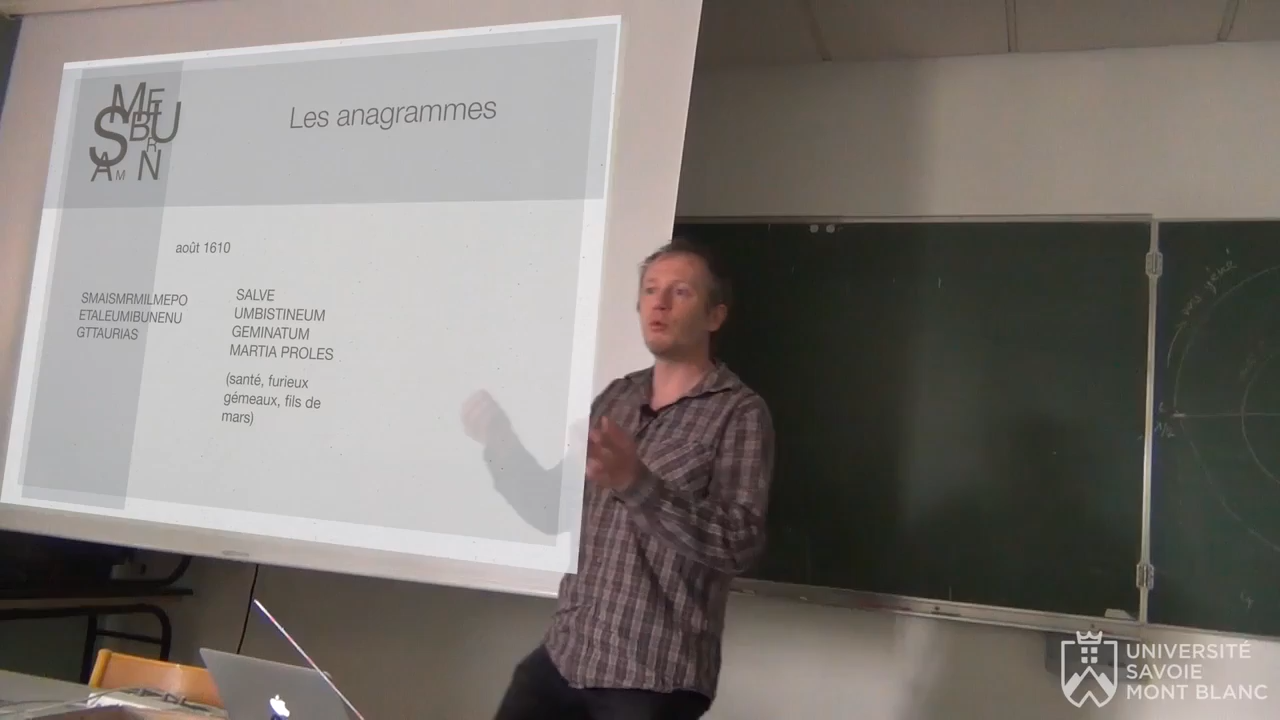 Les anagrammes
août 1610
SMAISMRMILMEPO
ETALEUMIBUNENU
GTTAURIAS
SALVE
UMBISTINEUM
GEMINATUM
MARTIA PROLES
(santé, furieux
gémeaux, fils de
mars)
UNIVERSITÉ
SAVOIE
MONT BLANC